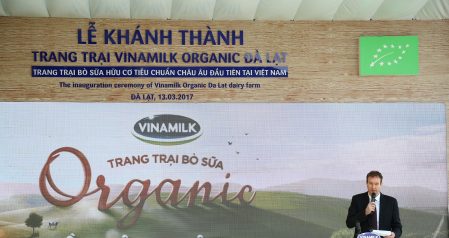 LỄ KHÁNH THÀNH
TRANG TRẠI VINAMILK ORGANIC ĐÀ LẠT
TRANG TRẠI BÒ SỮA HỮU CƠ TIÊU CHUẨN CHÂU ÂU ĐẦU TIÊN TẠI VIỆT NAM
The inauguration ceremony of Vinamilk Organic Da Lat dairy farm
ĐÀ LẠT, 13.03.2017
VINAMILK
TRANG TRẠI BÒ SỮA
Organic